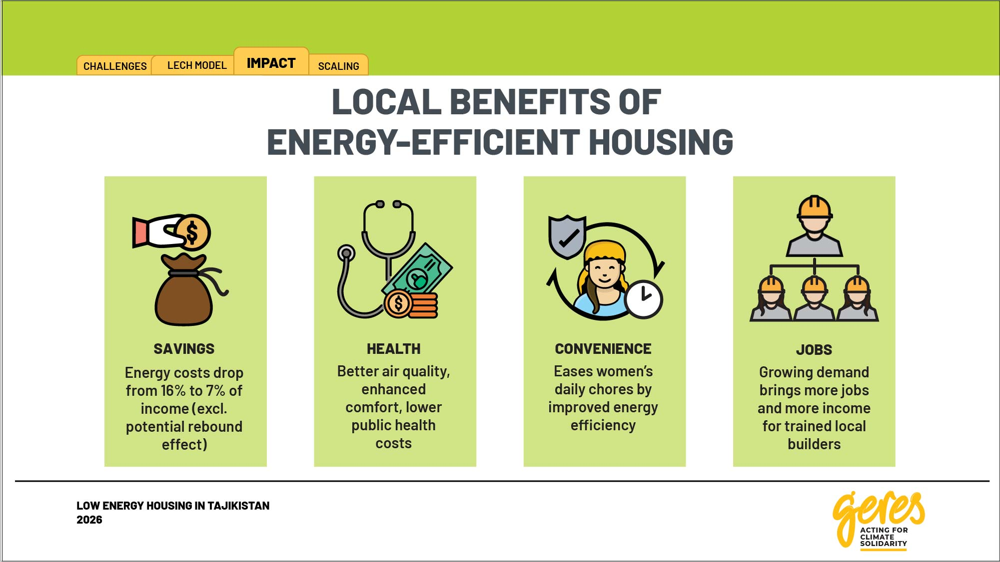 CHALLENGES
LECH MODEL
IMPACT
SCALING
LOCAL BENEFITS OF
ENERGY-EFFICIENT HOUSING
$
$
SAVINGS
Energy costs drop
from 16% to 7% of
income (excl.
potential rebound
effect)
HEALTH
Better air quality,
enhanced
comfort, lower
public health
costs
CONVENIENCE
Eases women’s
daily chores by
improved energy
efficiency
JOBS
Growing demand
brings more jobs
and more income
for trained local
builders
LOW ENERGY HOUSING IN TAJIKISTAN
2026
geres
ACTING FOR
CLIMATE
SOLIDARITY